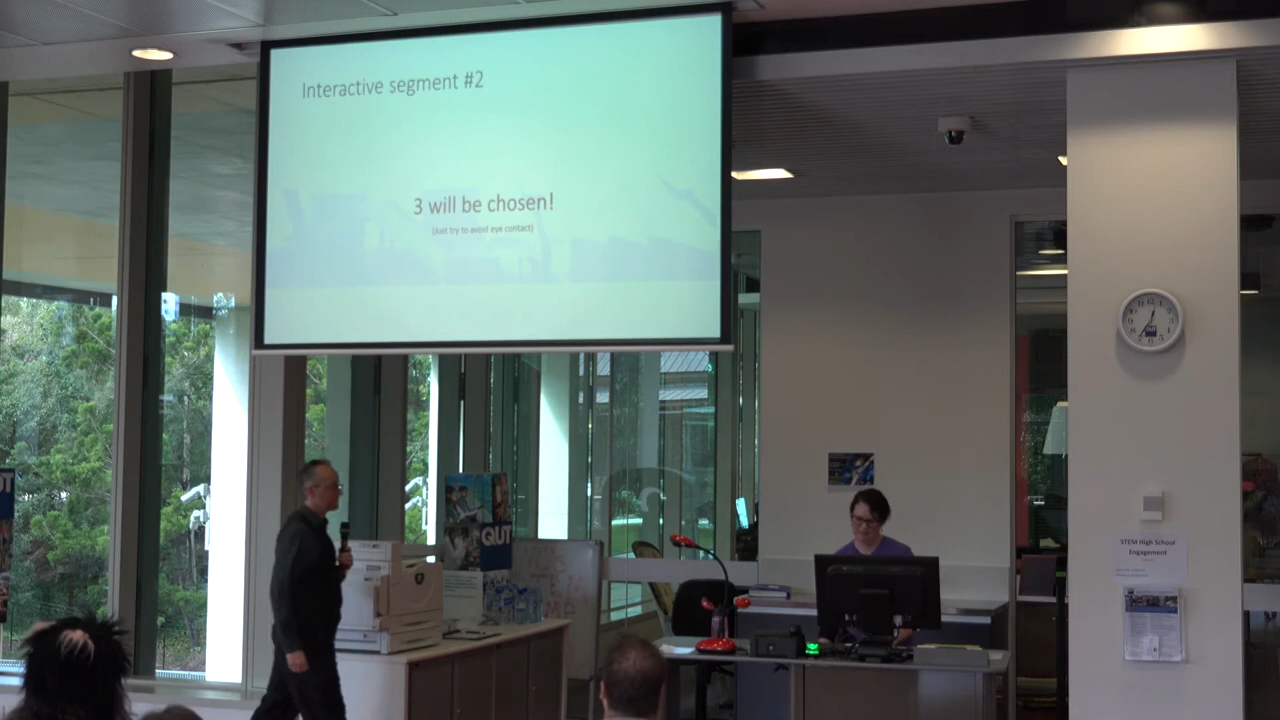 Interactive segment #2
3 will be chosen!
(Just try to avoid eye contact)
QUT
STEM High School
Engagement